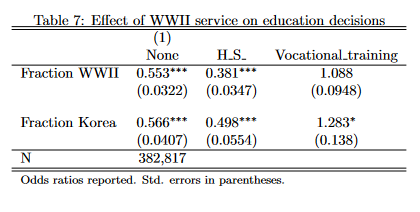 Table 7: Effect of WWII service on education decisions
(1)
None H_S_ Vocational_training
Fraction WWII 0.553*** 0.381*** 1.088
(0.0322) (0.0347) (0.0948)
Fraction Korea 0.566*** 0.498*** 1.283*
(0.0407) (0.0554) (0.138)
N 382,817
Odds ratios reported. Std. errors in parentheses.